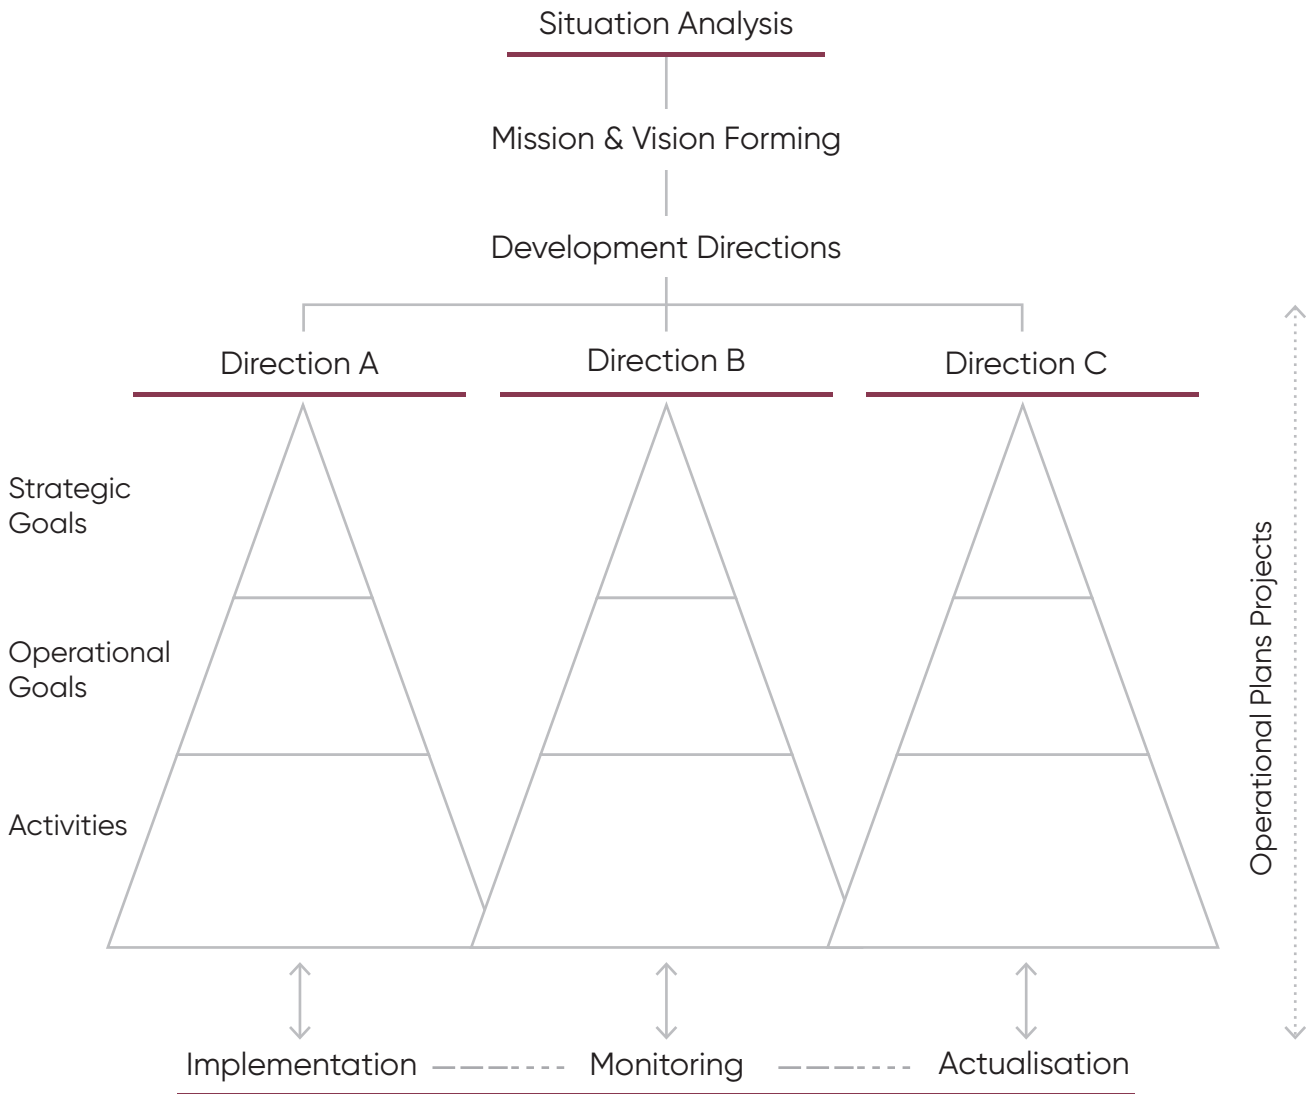 Situation Analysis
Mission & Vision Forming
Development Directions
Direction A
Direction B
Direction C
Strategic
Goals
Operational
Goals
Activities
Operational Plans Projects
Implementation
Monitoring
Actualisation